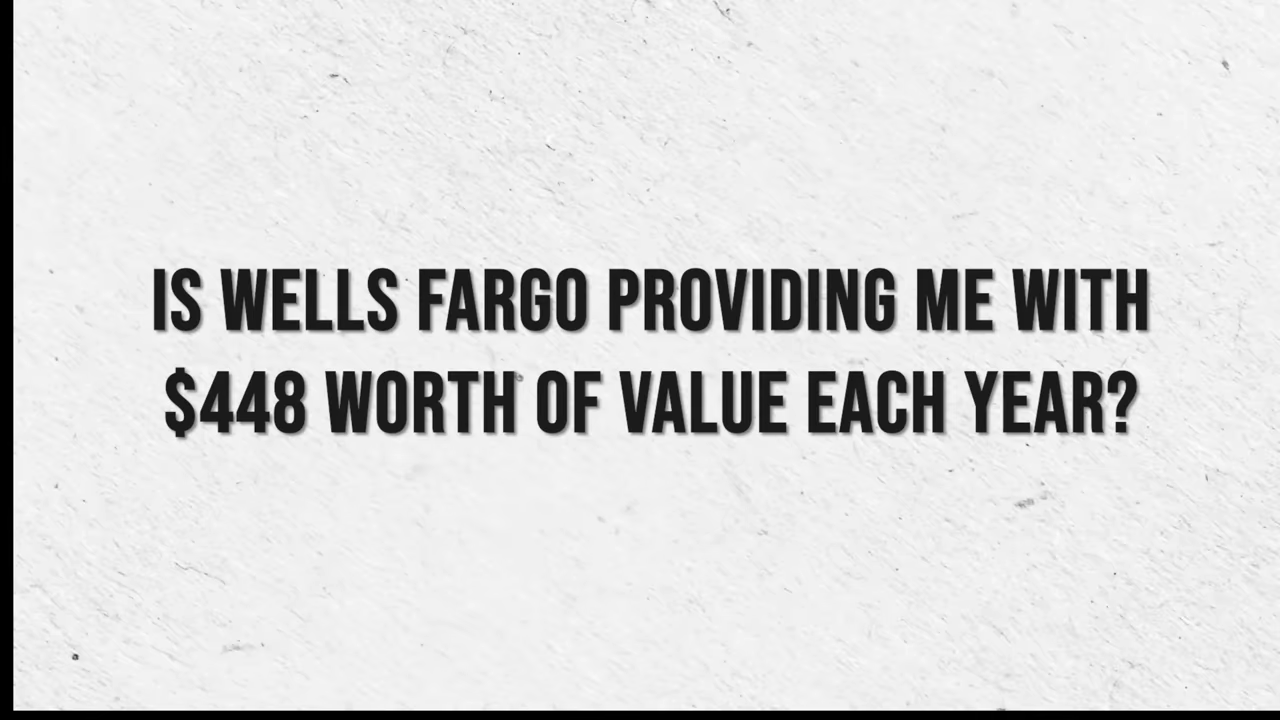 IS WELLS FARGO PROVIDING ME WITH
$448 WORTH OF VALUE EACH YEAR?